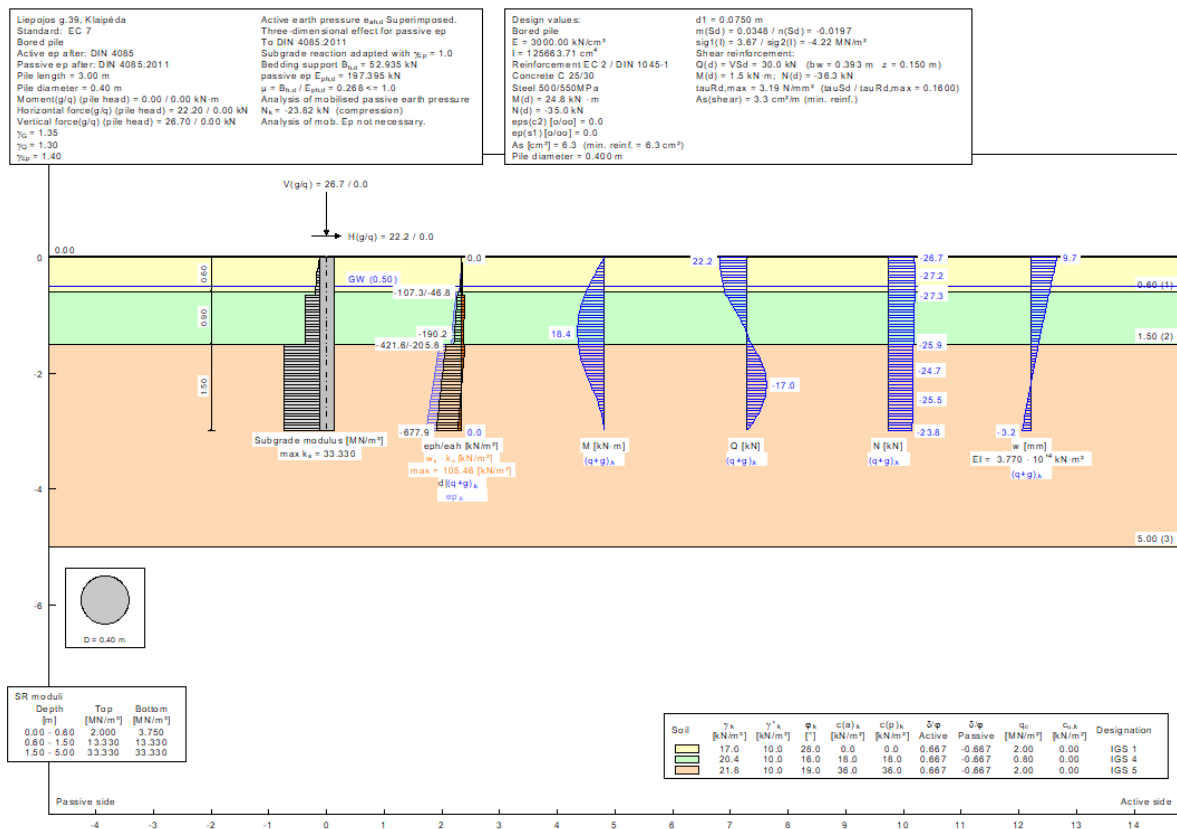 Liepojos g.39, Klaipėda
Standard: EC 7
Bored pile
Active ep after: DIN 4085
Passive ep after: DIN 4085:2011
Pile length = 3.00 m
Pile diameter = 0.40 m
Moment(g/q) (pile head) = 0.00 / 0.00 kN·m
Horizontal force(g/q) (pile head) = 22.20 / 0.00 kN
Vertical force(g/q) (pile head) = 26.70 / 0.00 kN
γG = 1.35
γQ = 1.30
γEp = 1.40
Active earth pressure eah,d Superimposed.
Three-dimensional effect for passive ep
To DIN 4085:2011
Subgrade reaction adapted with γEp = 1.0
Bedding support Bh,d = 52.935 kN
passive ep Eph,d = 197.395 kN
μ = Bh,d / Eph,d = 0.268 <= 1.0
Analysis of mobilised passive earth pressure
Nk = -23.82 kN (compression)
Analysis of mob. Ep not necessary.
Design values:
Bored pile
E = 3000.00 kN/cm²
I = 125663.71 cm⁴
Reinforcement EC 2 / DIN 1045-1
Concrete C 25/30
Steel 500/550MPa
M(d) = 24.8 kN · m
N(d) = -35.0 kN
eps(c2) [o/oo] = 0.0
ep(s1) [o/oo] = 0.0
As [cm²] = 6.3 (min. reinf. = 6.3 cm²)
Pile diameter = 0.400 m
d1 = 0.0750 m
m(Sd) = 0.0348 / n(Sd) = -0.0197
sig1(I) = 3.67 / sig2(I) = -4.22 MN/m²
Shear reinforcement:
Q(d) = VSd = 30.0 kN (bw = 0.393 m z = 0.150 m)
M(d) = 1.5 kN·m; N(d) = -36.3 kN
tauRd,max = 3.19 N/mm² (tauSd / tauRd,max = 0.1600)
As(shear) = 3.3 cm²/m (min. reinf.)
V(g/q) = 26.7 / 0.0
H(g/q) = 22.2 / 0.0
0.00
0
-2
-4
-6
0.60
0.90
1.50
GW (0.50)
0.0
-107.3/-46.8
-190.2
-421.6/-205.8
-677.9
0.0
22.2
18.4
-17.0
-26.7
-27.2
-27.3
-25.9
-24.7
-25.5
-23.8
9.7
-3.2
0.60 (1)
1.50 (2)
5.00 (3)
Subgrade modulus [MN/m³]
max ks = 33.330
eph/eah [kN/m²]
wk · ks [kN/m²]
max = 105.46 [kN/m²]
d|(q+g),k
ep,k
M [kN·m]
(q+g),k
Q [kN]
(q+g),k
N [kN]
(q+g),k
w [mm]
EI = 3.770 · 10⁺⁴ kN·m²
(q+g),k
D = 0.40 m
SR moduli
Depth Top Bottom
[m] [MN/m³] [MN/m³]
0.00 - 0.60 2.000 3.750
0.60 - 1.50 13.330 13.330
1.50 - 5.00 33.330 33.330
Soil γk γ'k φk c(a)k c(p)k δ/φ δ/φ qc cu,k Designation
[kN/m³] [kN/m³] [°] [kN/m²] [kN/m²] Active Passive [MN/m²] [kN/m²]
17.0 10.0 28.0 0.0 0.0 0.667 -0.667 2.00 0.00 IGS 1
20.4 10.0 16.0 18.0 18.0 0.667 -0.667 0.80 0.00 IGS 4
21.8 10.0 19.0 36.0 36.0 0.667 -0.667 2.00 0.00 IGS 5
Passive side
Active side
-4 -3 -2 -1 0 1 2 3 4 5 6 7 8 9 10 11 12 13 14